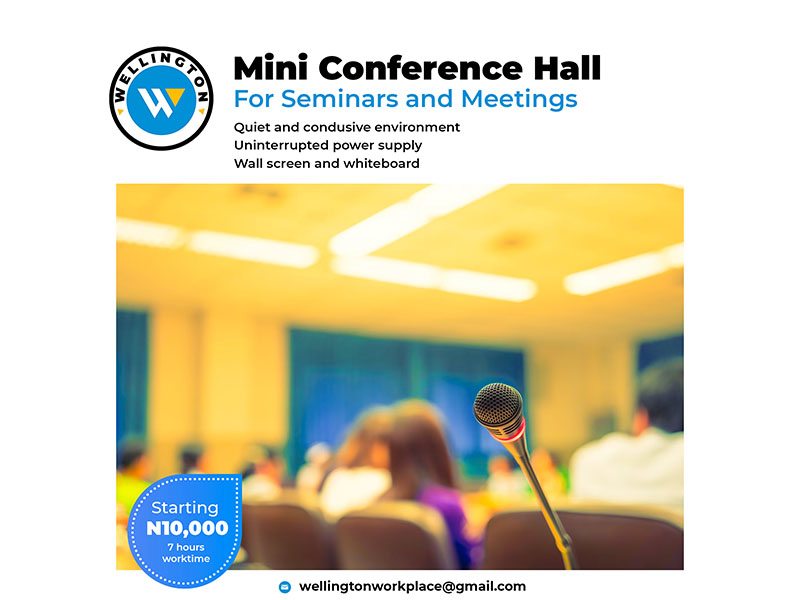 WELLINGTON
Mini Conference Hall
For Seminars and Meetings
Quiet and condusive environment
Uninterrupted power supply
Wall screen and whiteboard
Starting
N10,000
7 hours
worktime
wellingtonworkplace@gmail.com